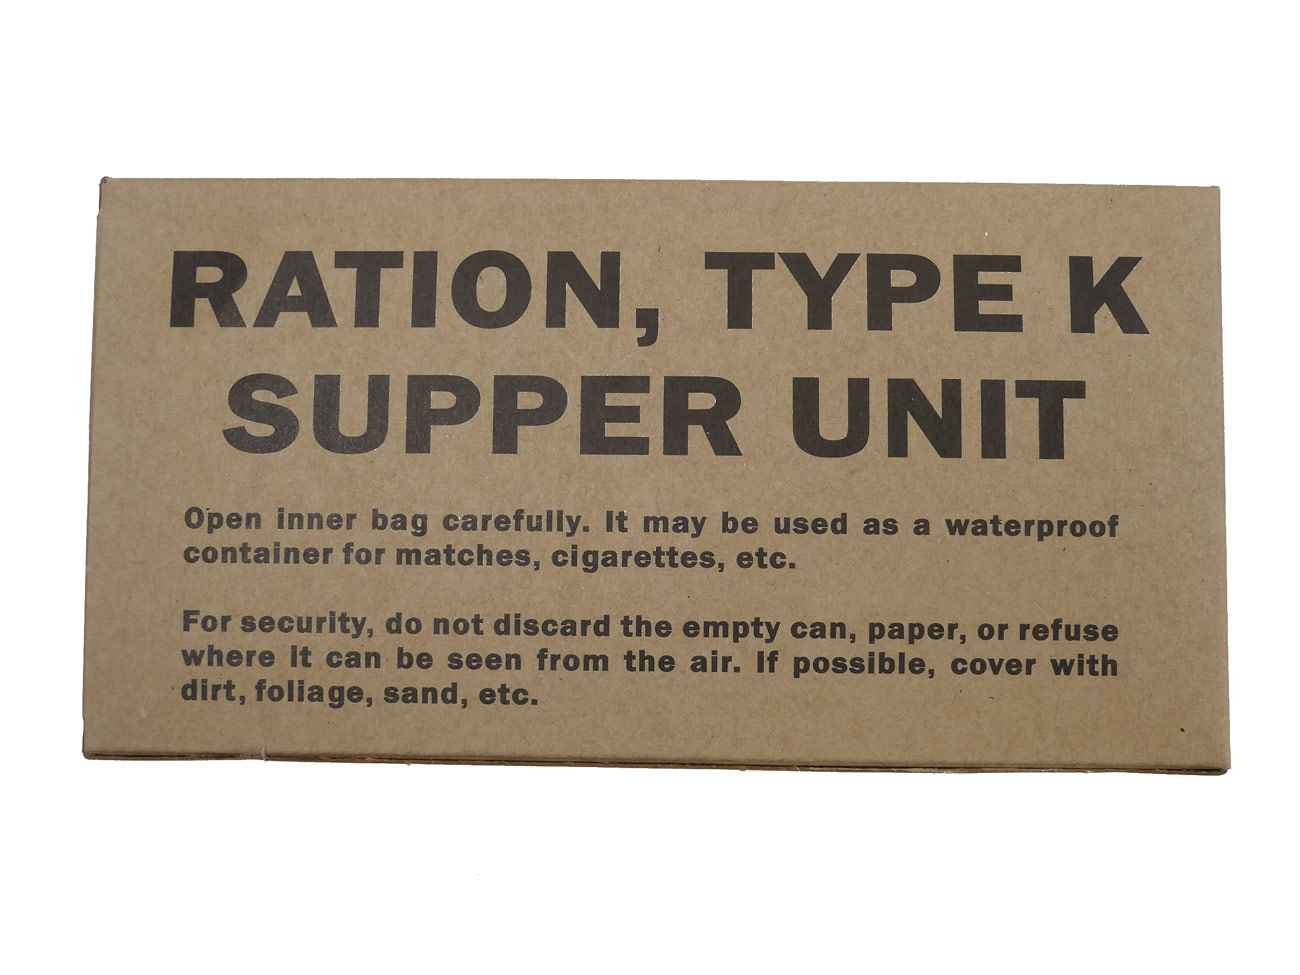 RATION, TYPE K
SUPPER UNIT
Open inner bag carefully. It may be used as a waterproof
container for matches, cigarettes, etc.
For security, do not discard the empty can, paper, or refuse
where it can be seen from the air. If possible, cover with
dirt, foliage, sand, etc.